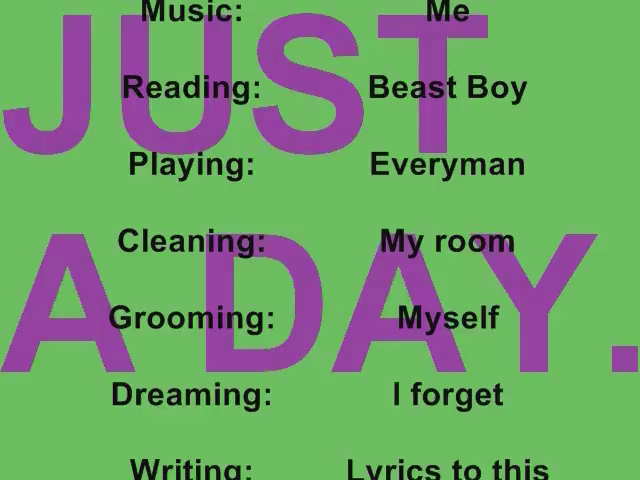 JUST
A DAY.
Music: Me
Reading: Beast Boy
Playing: Everyman
Cleaning: My room
Grooming: Myself
Dreaming: I forget
Writing: Lyrics to this